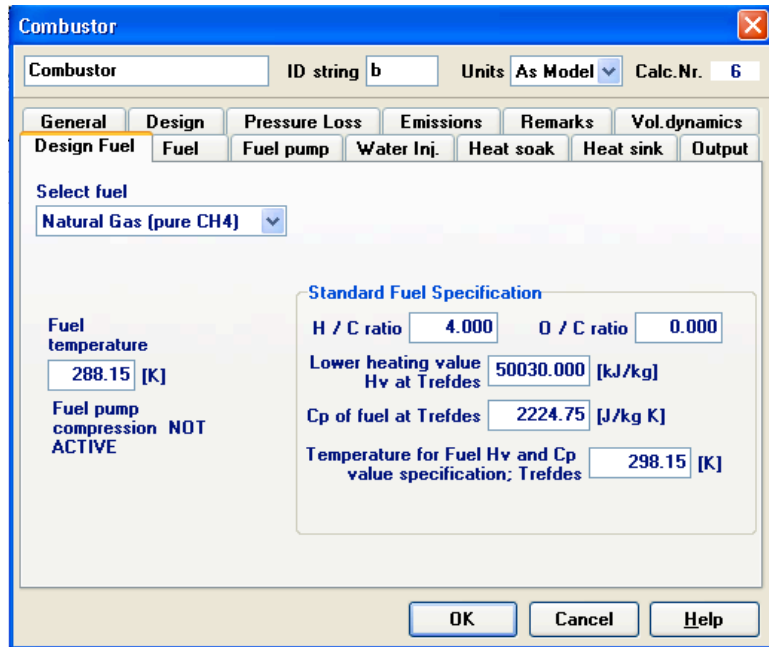 Combustor
Combustor ID string b Units As Model Calc.Nr. 6
General Design Pressure Loss Emissions Remarks Vol.dynamics
Design Fuel Fuel Fuel pump Water Inj. Heat soak Heat sink Output
Select fuel
Natural Gas (pure CH4)
Standard Fuel Specification
Fuel
temperature
288.15 [K]
Fuel pump
compression NOT
ACTIVE
H / C ratio 4.000 O / C ratio 0.000
Lower heating value
Hv at Trefdes 50030.000 [kJ/kg]
Cp of fuel at Trefdes 2224.75 [J/kg K]
Temperature for Fuel Hv and Cp
value specification; Trefdes 298.15 [K]
OK Cancel Help